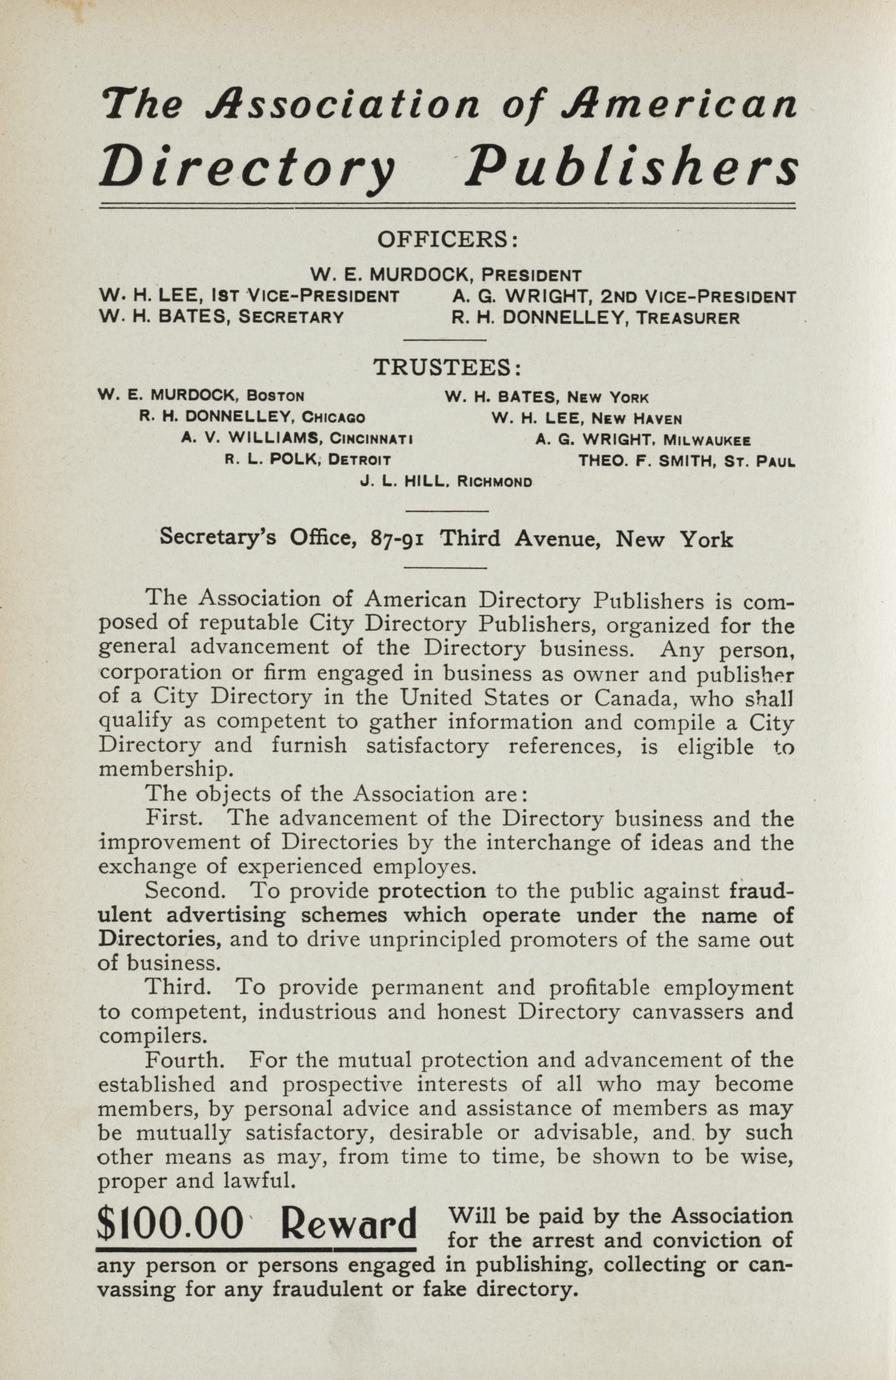 The Association of American
Directory Publishers
OFFICERS:
W. E. MURDOCK, PRESIDENT
W. H. LEE, 1ST VICE-PRESIDENT A. G. WRIGHT, 2ND VICE-PRESIDENT
W. H. BATES, SECRETARY R. H. DONNELLEY, TREASURER
TRUSTEES:
W. E. MURDOCK, BOSTON W. H. BATES, NEW YORK
R. H. DONNELLEY, CHICAGO W. H. LEE, NEW HAVEN
A. V. WILLIAMS, CINCINNATI A. G. WRIGHT, MILWAUKEE
R. L. POLK, DETROIT THEO. F. SMITH, ST. PAUL
J. L. HILL, RICHMOND
Secretary's Office, 87-91 Third Avenue, New York
The Association of American Directory Publishers is com-
posed of reputable City Directory Publishers, organized for the
general advancement of the Directory business. Any person,
corporation or firm engaged in business as owner and publisher
of a City Directory in the United States or Canada, who shall
qualify as competent to gather information and compile a City
Directory and furnish satisfactory references, is eligible to
membership.
The objects of the Association are:
First. The advancement of the Directory business and the
improvement of Directories by the interchange of ideas and the
exchange of experienced employes.
Second. To provide protection to the public against fraud-
ulent advertising schemes which operate under the name of
Directories, and to drive unprincipled promoters of the same out
of business.
Third. To provide permanent and profitable employment
to competent, industrious and honest Directory canvassers and
compilers.
Fourth. For the mutual protection and advancement of the
established and prospective interests of all who may become
members, by personal advice and assistance of members as may
be mutually satisfactory, desirable or advisable, and by such
other means as may, from time to time, be shown to be wise,
proper and lawful.
$100.00 Reward Will be paid by the Association
for the arrest and conviction of
any person or persons engaged in publishing, collecting or can-
vassing for any fraudulent or fake directory.